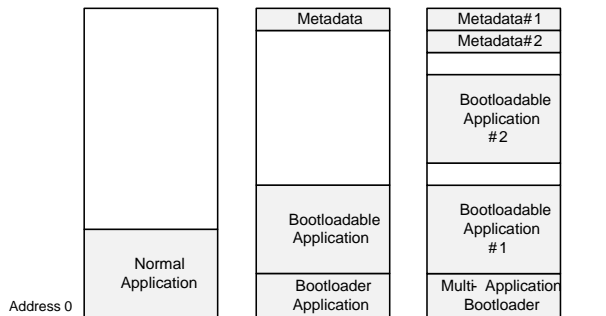 Metadata
Metadata#1
Metadata#2
Bootloadable
Application
#2
Bootloadable
Application
Bootloadable
Application
#1
Normal
Application
Bootloader
Application
Multi- Application
Bootloader
Address 0